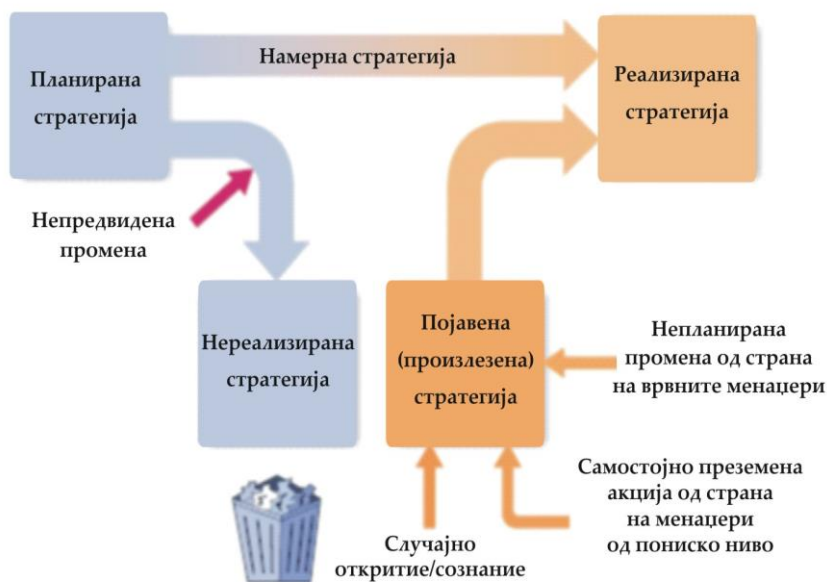 Планирана
стратегија
Намерна стратегија
Реализирана
стратегија
Непредвидена
промена
Нереализирана
стратегија
Појавена
(произлезена)
стратегија
Непланирана
промена од страна
на врвните менаџери
Самостојно преземена
акција од страна
на менаџери
од пониско ниво
Случајно
откритие/сознание